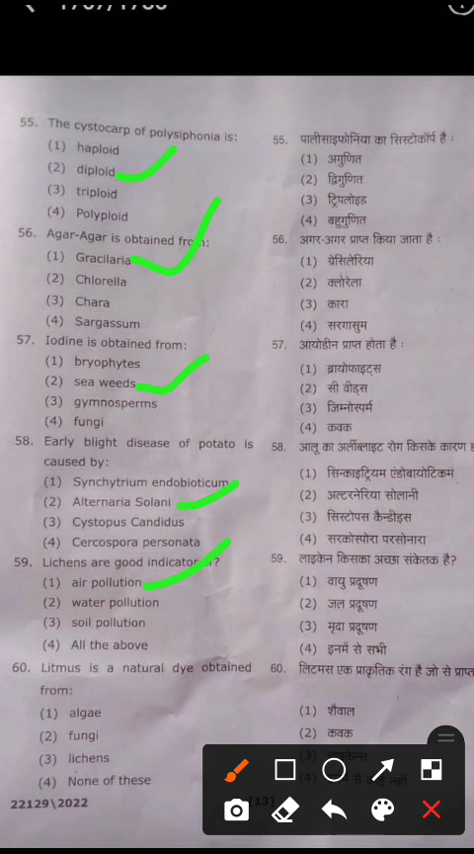 55. The cystocarp of polysiphonia is:
(1) haploid
(2) diploid
(3) triploid
(4) Polyploid
56. Agar-Agar is obtained from:
(1) Gracilaria
(2) Chlorella
(3) Chara
(4) Sargassum
57. Iodine is obtained from:
(1) bryophytes
(2) sea weeds
(3) gymnosperms
(4) fungi
58. Early blight disease of potato is
caused by:
(1) Synchytrium endobioticum
(2) Alternaria Solani
(3) Cystopus Candidus
(4) Cercospora personata
59. Lichens are good indicator ?
(1) air pollution
(2) water pollution
(3) soil pollution
(4) All the above
60. Litmus is a natural dye obtained
from:
(1) algae
(2) fungi
(3) lichens
(4) None of these
22129\2022
[13]
55. पालीसाइफोनिया का सिस्टोकॉर्प है :
(1) अगुणित
(2) द्विगुणित
(3) ट्रिपलोइड
(4) बहुगुणित
56. अगर-अगर प्राप्त किया जाता है :
(1) ग्रेसिलेरिया
(2) क्लोरेला
(3) कारा
(4) सरगासुम
57. आयोडीन प्राप्त होता है :
(1) ब्रायोफाइट्स
(2) सी वीड्स
(3) जिम्नोस्पर्म
(4) कवक
58. आलू का अर्लीब्लाइट रोग किसके कारण
(1) सिन्काइट्रियम एंडोबायोटिकम
(2) अल्टरनेरिया सोलानी
(3) सिस्टोपस कैन्डीड्स
(4) सरकोस्पोरा परसोनारा
59. लाइकेन किसका अच्छा संकेतक है?
(1) वायु प्रदूषण
(2) जल प्रदूषण
(3) मृदा प्रदूषण
(4) इनमें से सभी
60. लिटमस एक प्राकृतिक रंग है जो से
(1) शैवाल
(2) कवक